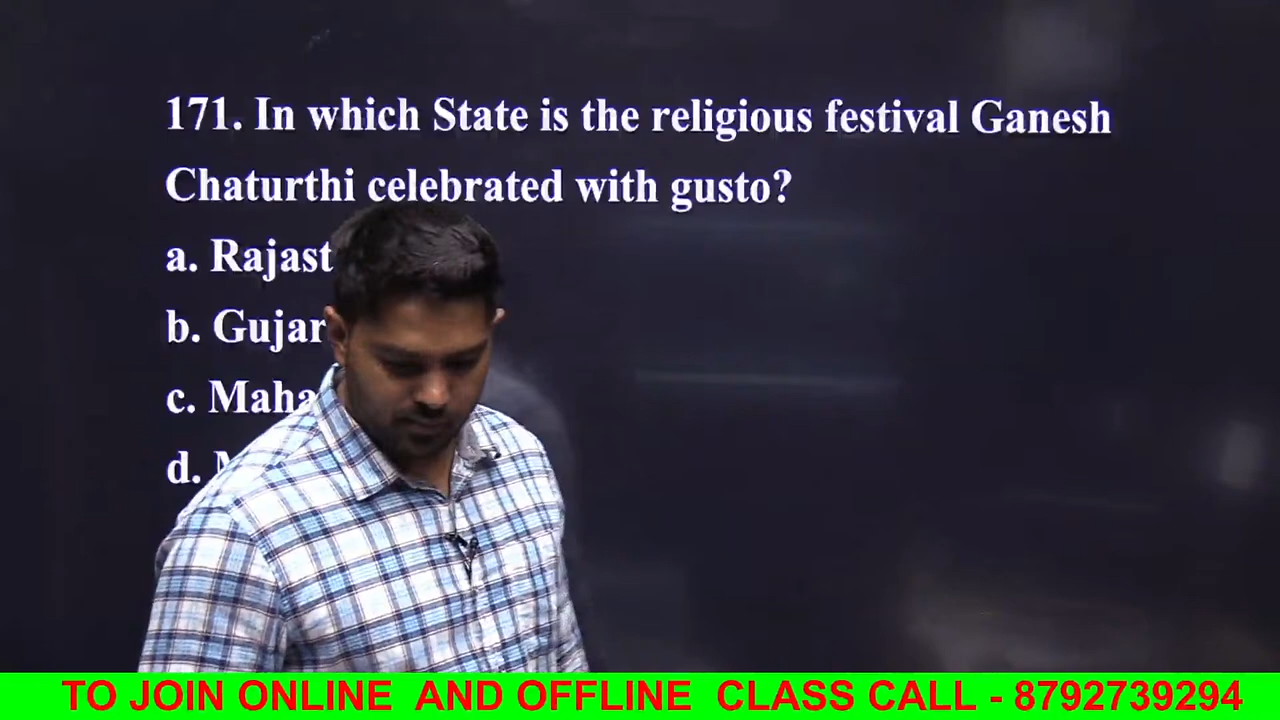 171. In which State is the religious festival Ganesh
Chaturthi celebrated with gusto?
a. Rajast
b. Gujar
c. Maha
d.
TO JOIN ONLINE AND OFFLINE CLASS CALL - 8792739294